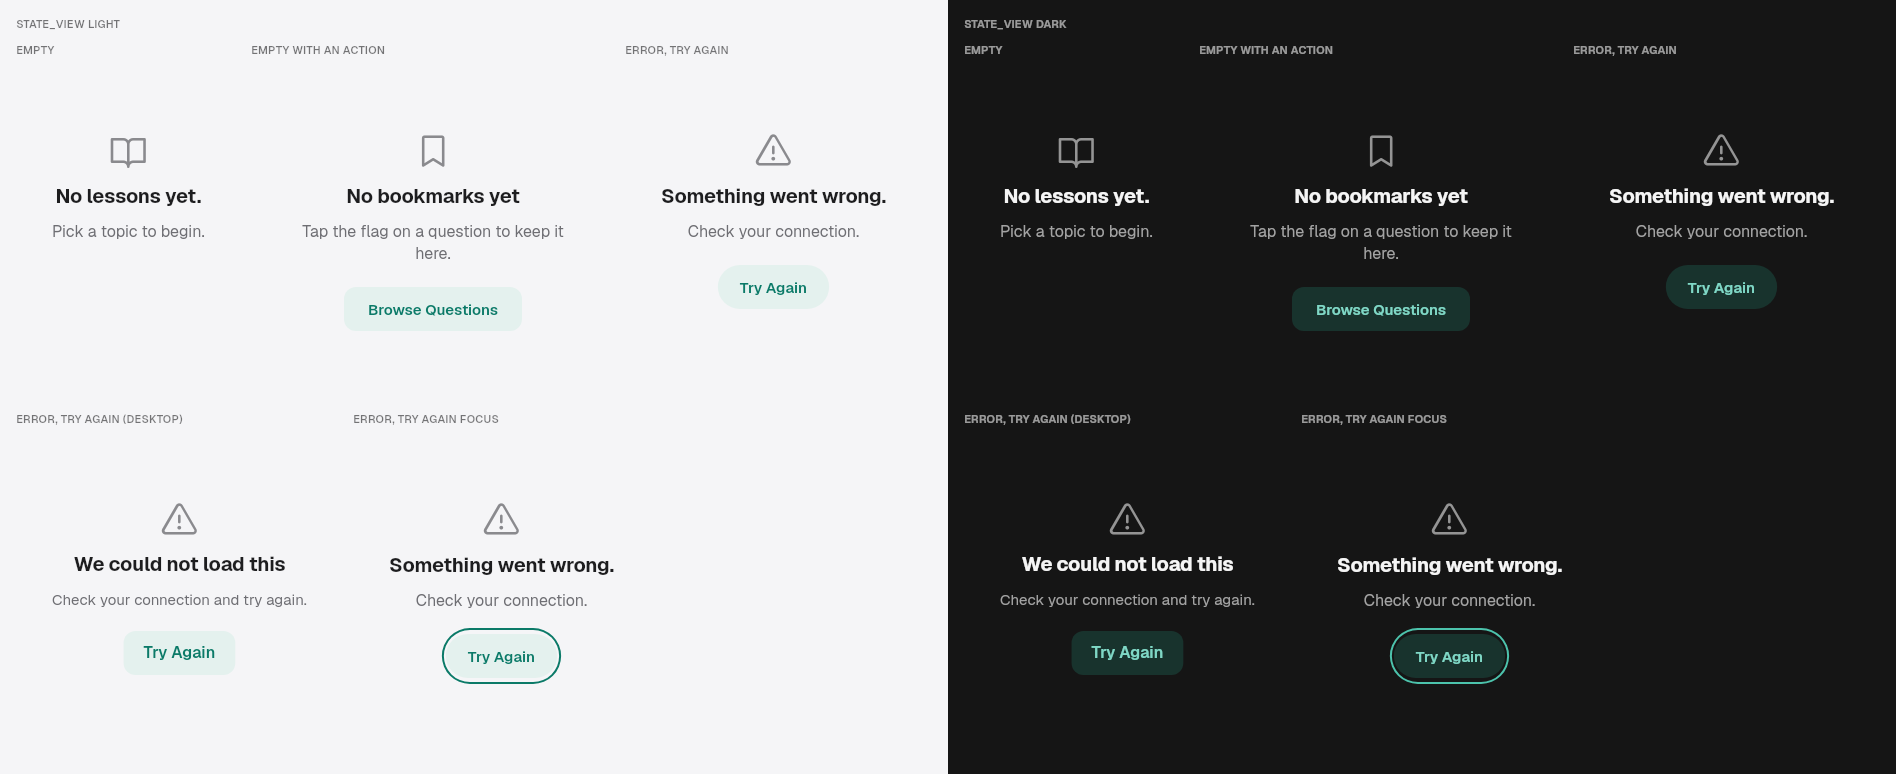 STATE_VIEW LIGHT
EMPTY
EMPTY WITH AN ACTION
ERROR, TRY AGAIN
No lessons yet.
Pick a topic to begin.
No bookmarks yet
Tap the flag on a question to keep it
here.
Browse Questions
Something went wrong.
Check your connection.
Try Again
ERROR, TRY AGAIN (DESKTOP)
ERROR, TRY AGAIN FOCUS
We could not load this
Check your connection and try again.
Try Again
Something went wrong.
Check your connection.
Try Again
STATE_VIEW DARK
EMPTY
EMPTY WITH AN ACTION
ERROR, TRY AGAIN
No lessons yet.
Pick a topic to begin.
No bookmarks yet
Tap the flag on a question to keep it
here.
Browse Questions
Something went wrong.
Check your connection.
Try Again
ERROR, TRY AGAIN (DESKTOP)
ERROR, TRY AGAIN FOCUS
We could not load this
Check your connection and try again.
Try Again
Something went wrong.
Check your connection.
Try Again